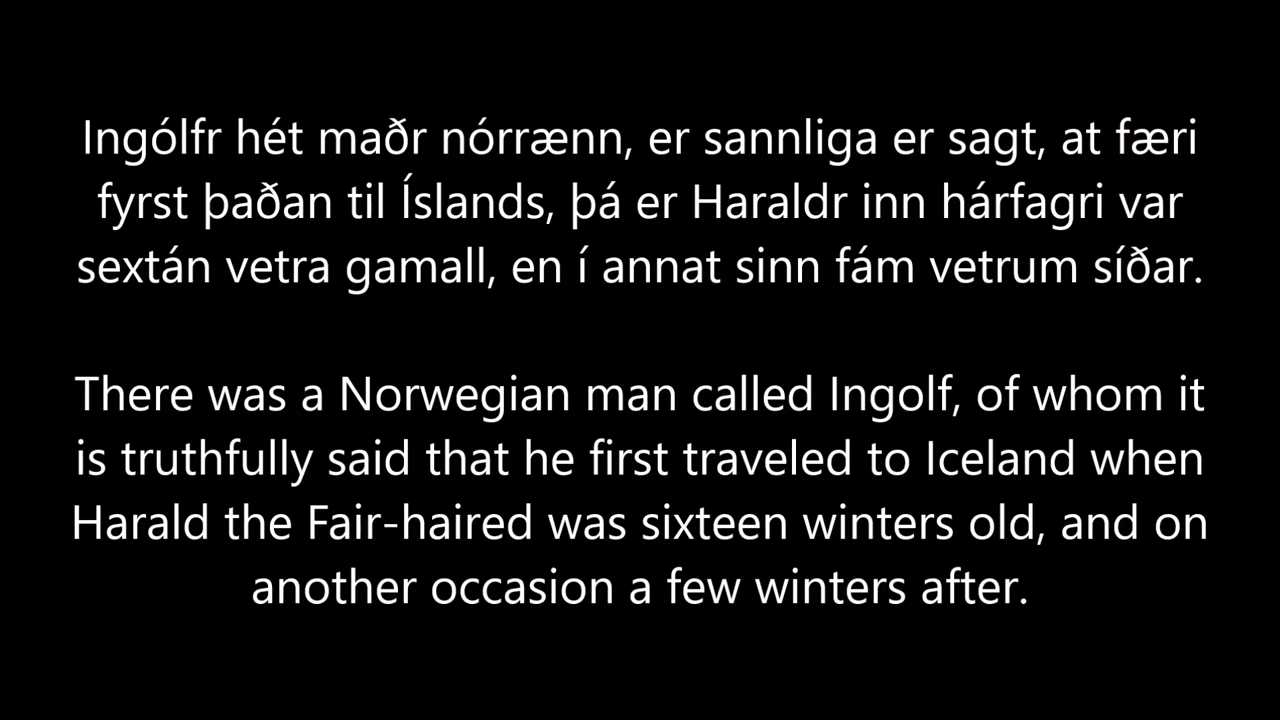 Ingólfr hét maðr nórrænn, er sannliga er sagt, at færi
fyrst þaðan til Íslands, þá er Haraldr inn hárfagri var
sextán vetra gamall, en í annat sinn fám vetrum síðar.
There was a Norwegian man called Ingolf, of whom it
is truthfully said that he first traveled to Iceland when
Harald the Fair-haired was sixteen winters old, and on
another occasion a few winters after.